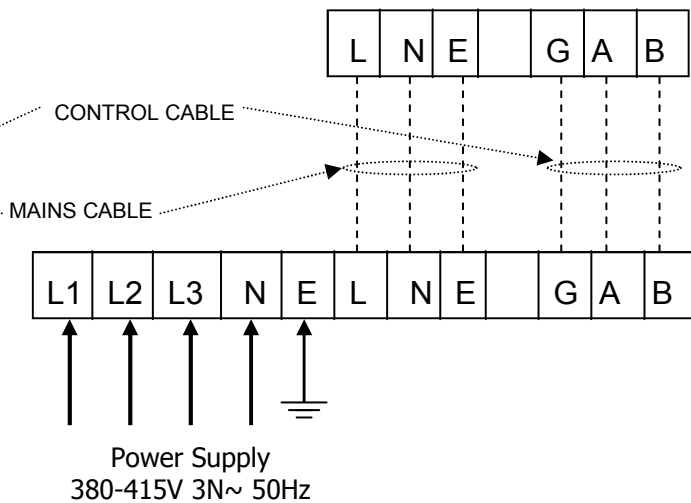 L N E G A B
CONTROL CABLE
MAINS CABLE
L1 L2 L3 N E L N E G A B
Power Supply
380-415V 3N~ 50Hz